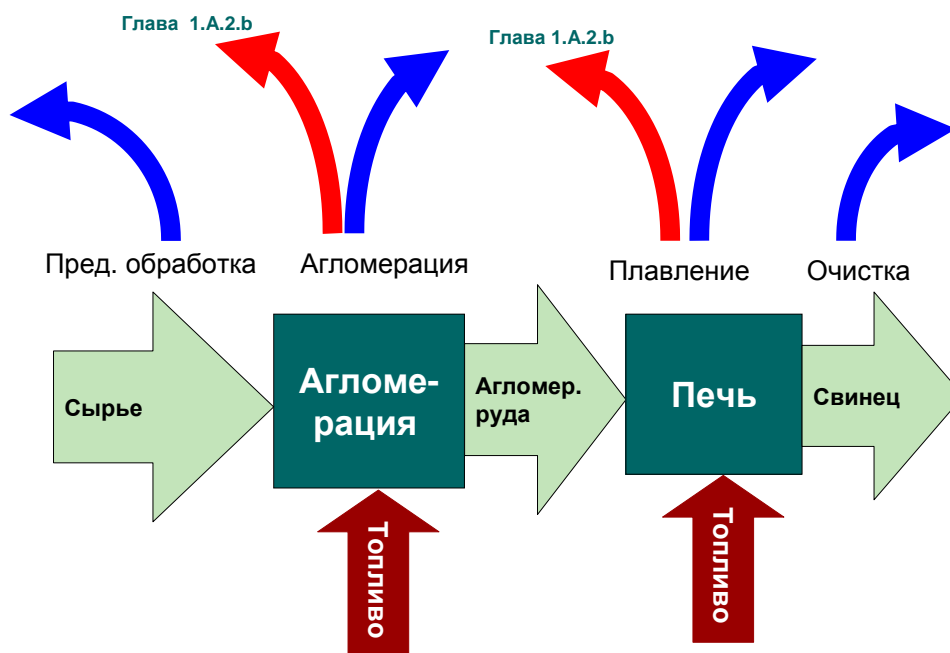 Глава 1.А.2.b
Глава 1.А.2.b
Пред. обработка
Агломерация
Плавление
Очистка
Сырье
Агломе-
рация
Агломер.
руда
Печь
Свинец
Топливо
Топливо